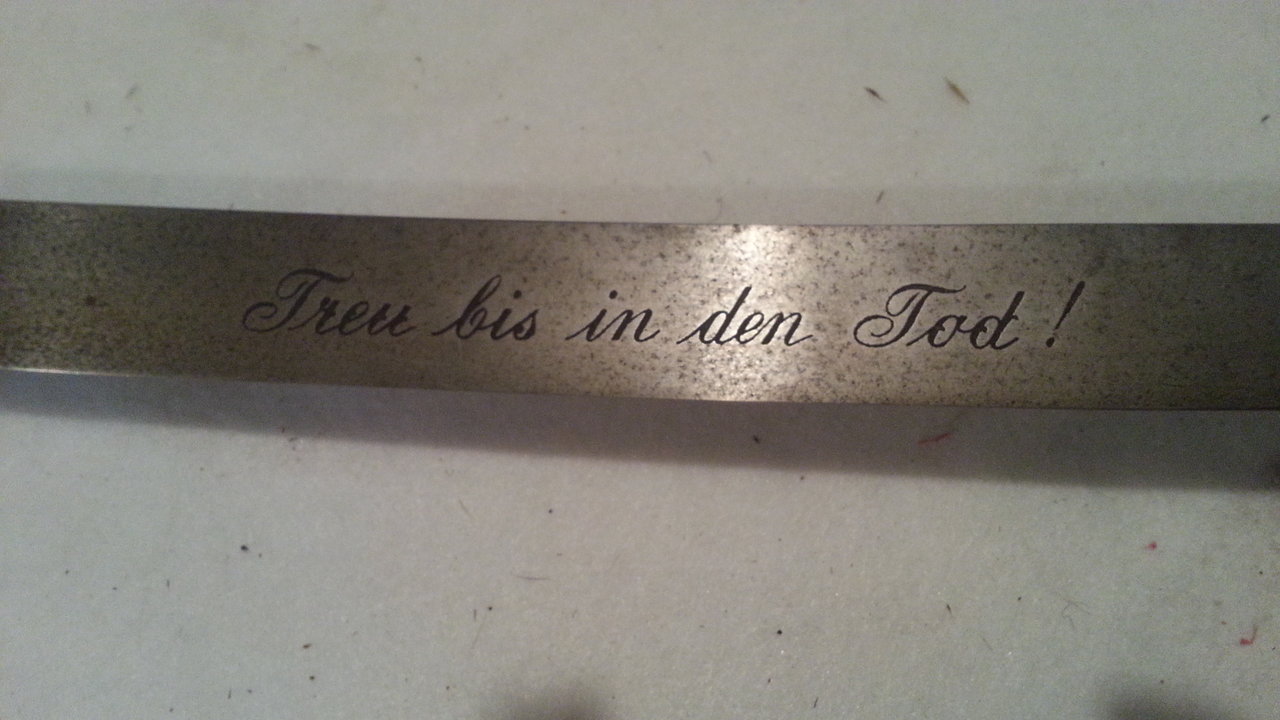 Treu bis in den Tod!